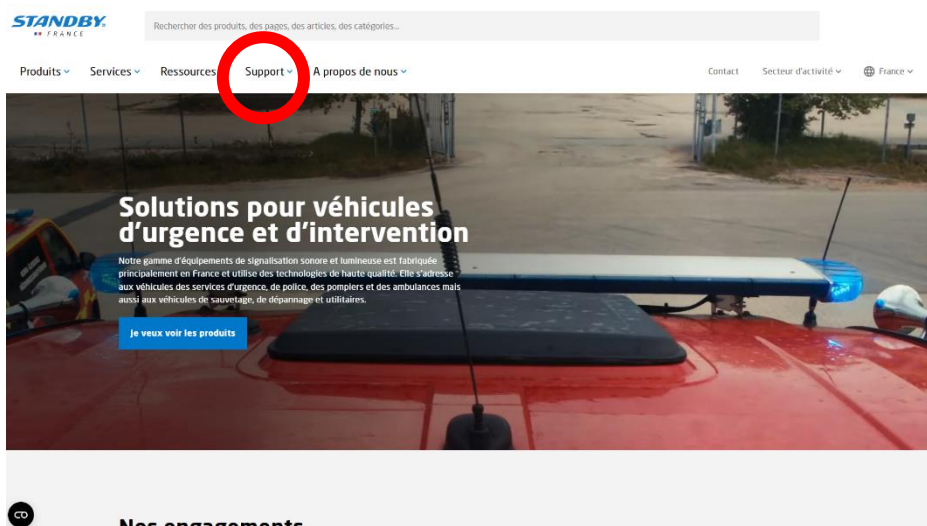 STANDBY.
FRANCE
Rechercher des produits, des pages, des articles, des catégories...
Produits
Services
Ressources
Support
A propos de nous
Contact
Secteur d'activité
France
Solutions pour véhicules
d'urgence et d'intervention
Notre gamme d'équipements de signalisation sonore et lumineuse est fabriquée
principalement en France et utilise des technologies de haute qualité. Elle s'adresse
aux véhicules des services d'urgence, de police, des pompiers et des ambulances mais
aussi aux véhicules de sauvetage, de dépannage et utilitaires.
Je veux voir les produits
Nos engagements